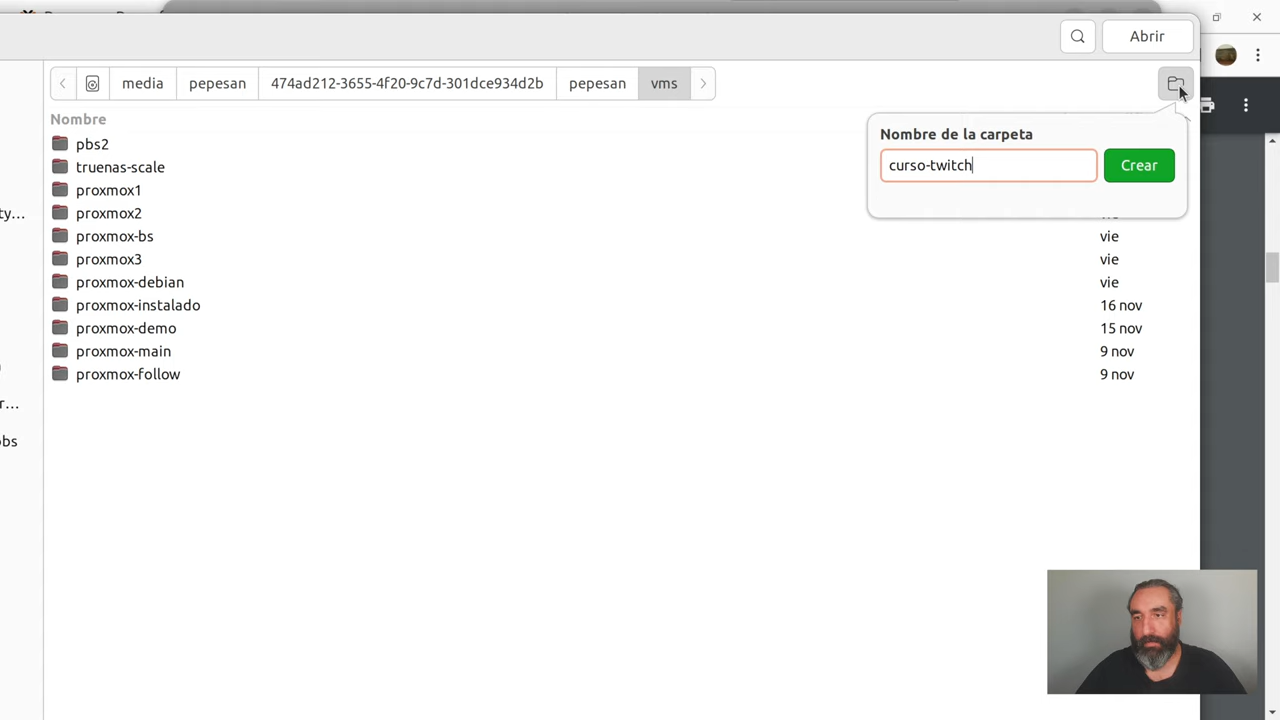 Abrir
media
pepesan
474ad212-3655-4f20-9c7d-301dce934d2b
pepesan
vms
Nombre
Nombre de la carpeta
curso-twitch
Crear
pbs2
truenas-scale
proxmox1
proxmox2
proxmox-bs vie
proxmox3 vie
proxmox-debian vie
proxmox-instalado 16 nov
proxmox-demo 15 nov
proxmox-main 9 nov
proxmox-follow 9 nov
ty...
r...
obs